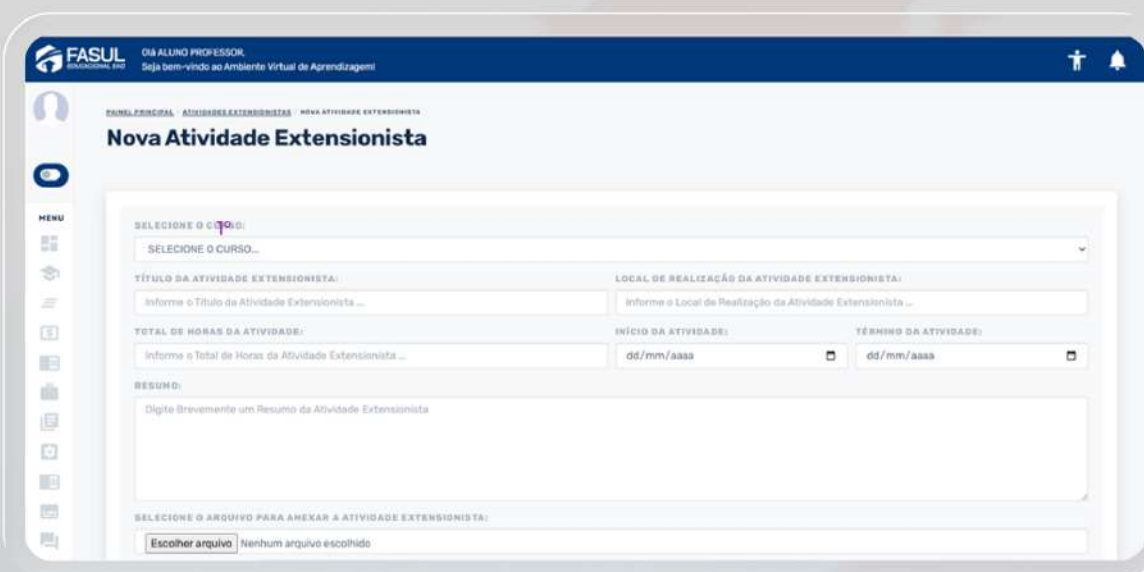 FASUL
EDUCACIONAL EAD
Olá ALUNO PROFESSOR,
Seja bem-vindo ao Ambiente Virtual de Aprendizagem!
PAINEL PRINCIPAL / ATIVIDADES EXTENSIONISTAS / NOVA ATIVIDADE EXTENSIONISTA
Nova Atividade Extensionista
MENU
SELECIONE O CURSO:
1º
SELECIONE O CURSO...
TÍTULO DA ATIVIDADE EXTENSIONISTA: LOCAL DE REALIZAÇÃO DA ATIVIDADE EXTENSIONISTA:
Informe o Título da Atividade Extensionista ... Informe o Local de Realização da Atividade Extensionista ...
TOTAL DE HORAS DA ATIVIDADE: INÍCIO DA ATIVIDADE: TÉRMINO DA ATIVIDADE:
Informe o Total de Horas da Atividade Extensionista ... dd/mm/aaaa dd/mm/aaaa
RESUMO:
Digite Brevemente um Resumo da Atividade Extensionista
SELECIONE O ARQUIVO PARA ANEXAR A ATIVIDADE EXTENSIONISTA:
Escolher arquivo Nenhum arquivo escolhido